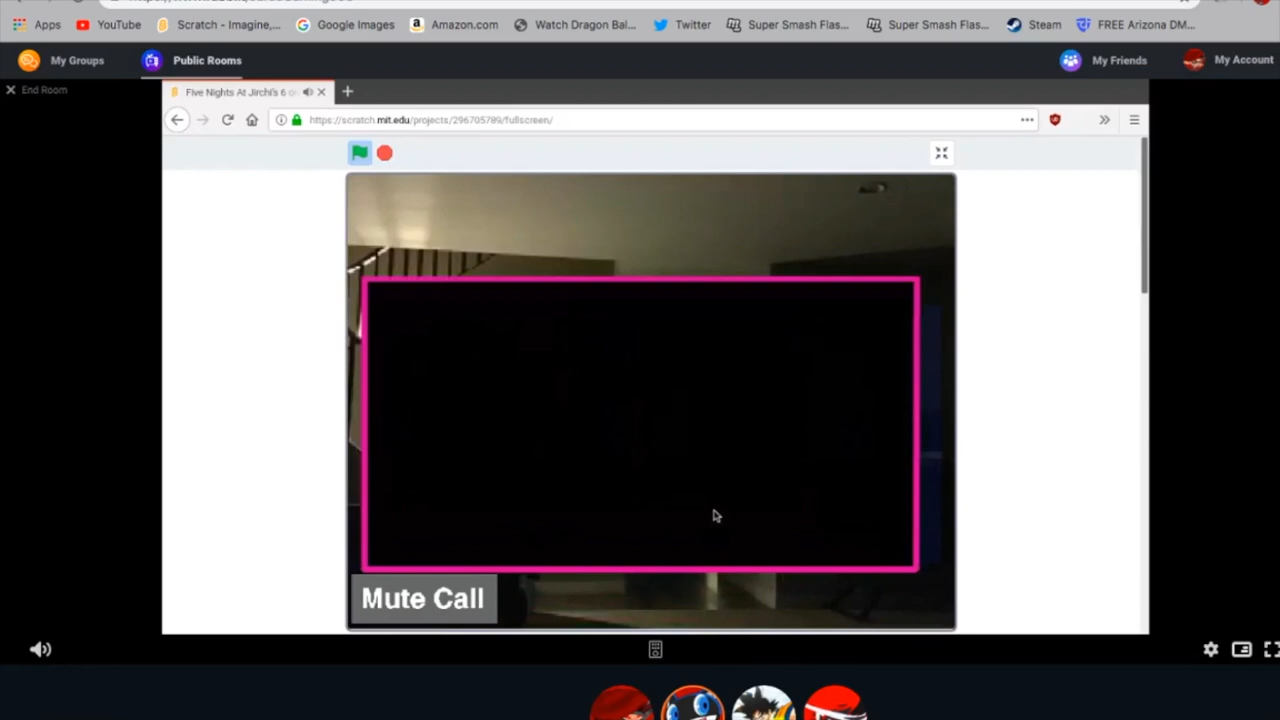 Apps YouTube Scratch - Imagine,... Google Images Amazon.com Watch Dragon Bal... Twitter Super Smash Flas... Super Smash Flas... Steam FREE Arizona DM...
My Groups Public Rooms My Friends My Account
End Room
Five Nights At Jirchi's 6 on
https://scratch.mit.edu/projects/296705789/fullscreen/
Mute Call